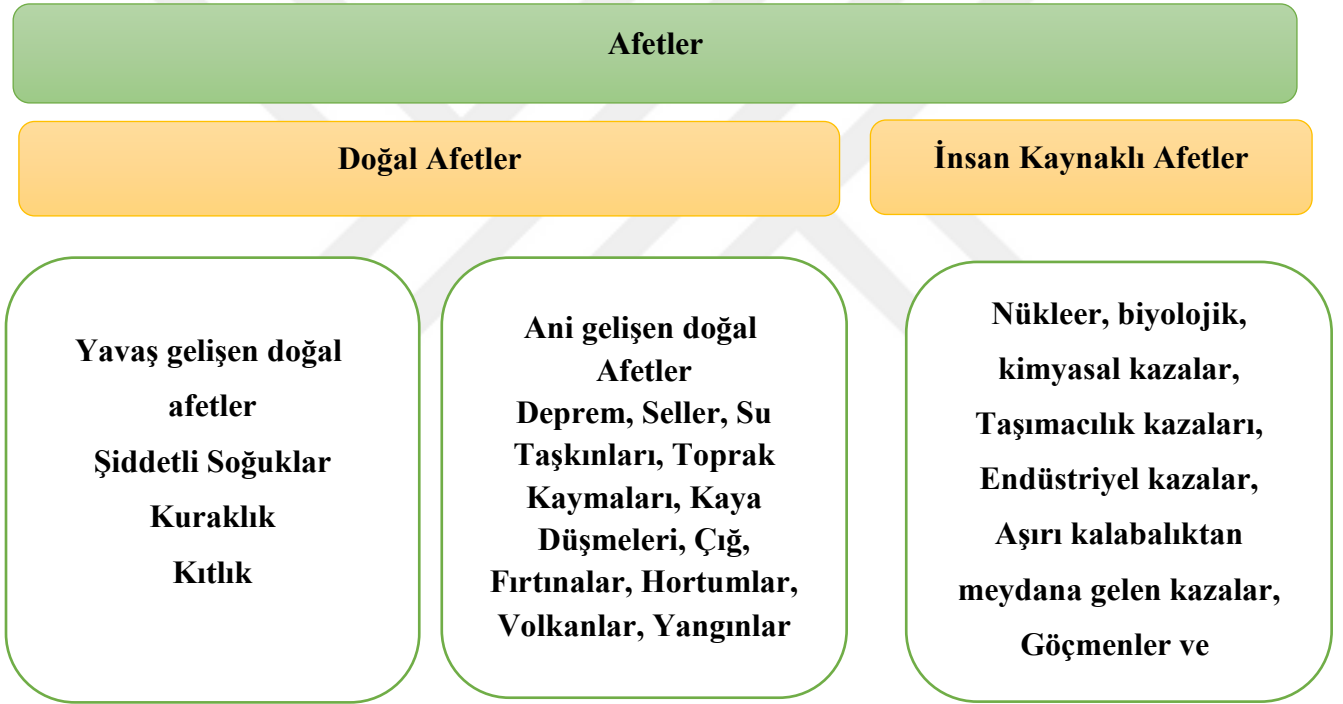 Afetler
Doğal Afetler
İnsan Kaynaklı Afetler
Yavaş gelişen doğal
afetler
Şiddetli Soğuklar
Kuraklık
Kıtlık
Ani gelişen doğal
Afetler
Deprem, Seller, Su
Taşkınları, Toprak
Kaymaları, Kaya
Düşmeleri, Çığ,
Fırtınalar, Hortumlar,
Volkanlar, Yangınlar
Nükleer, biyolojik,
kimyasal kazalar,
Taşımacılık kazaları,
Endüstriyel kazalar,
Aşırı kalabalıktan
meydana gelen kazalar,
Göçmenler ve